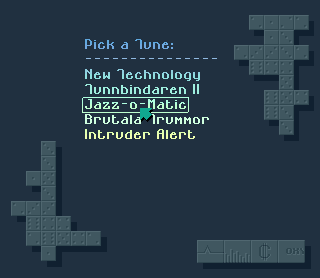 Pick a Tune:
--------------
New Technology
Tunnbindaren II
Jazz-o-Matic
Brutala Trummor
Intruder Alert